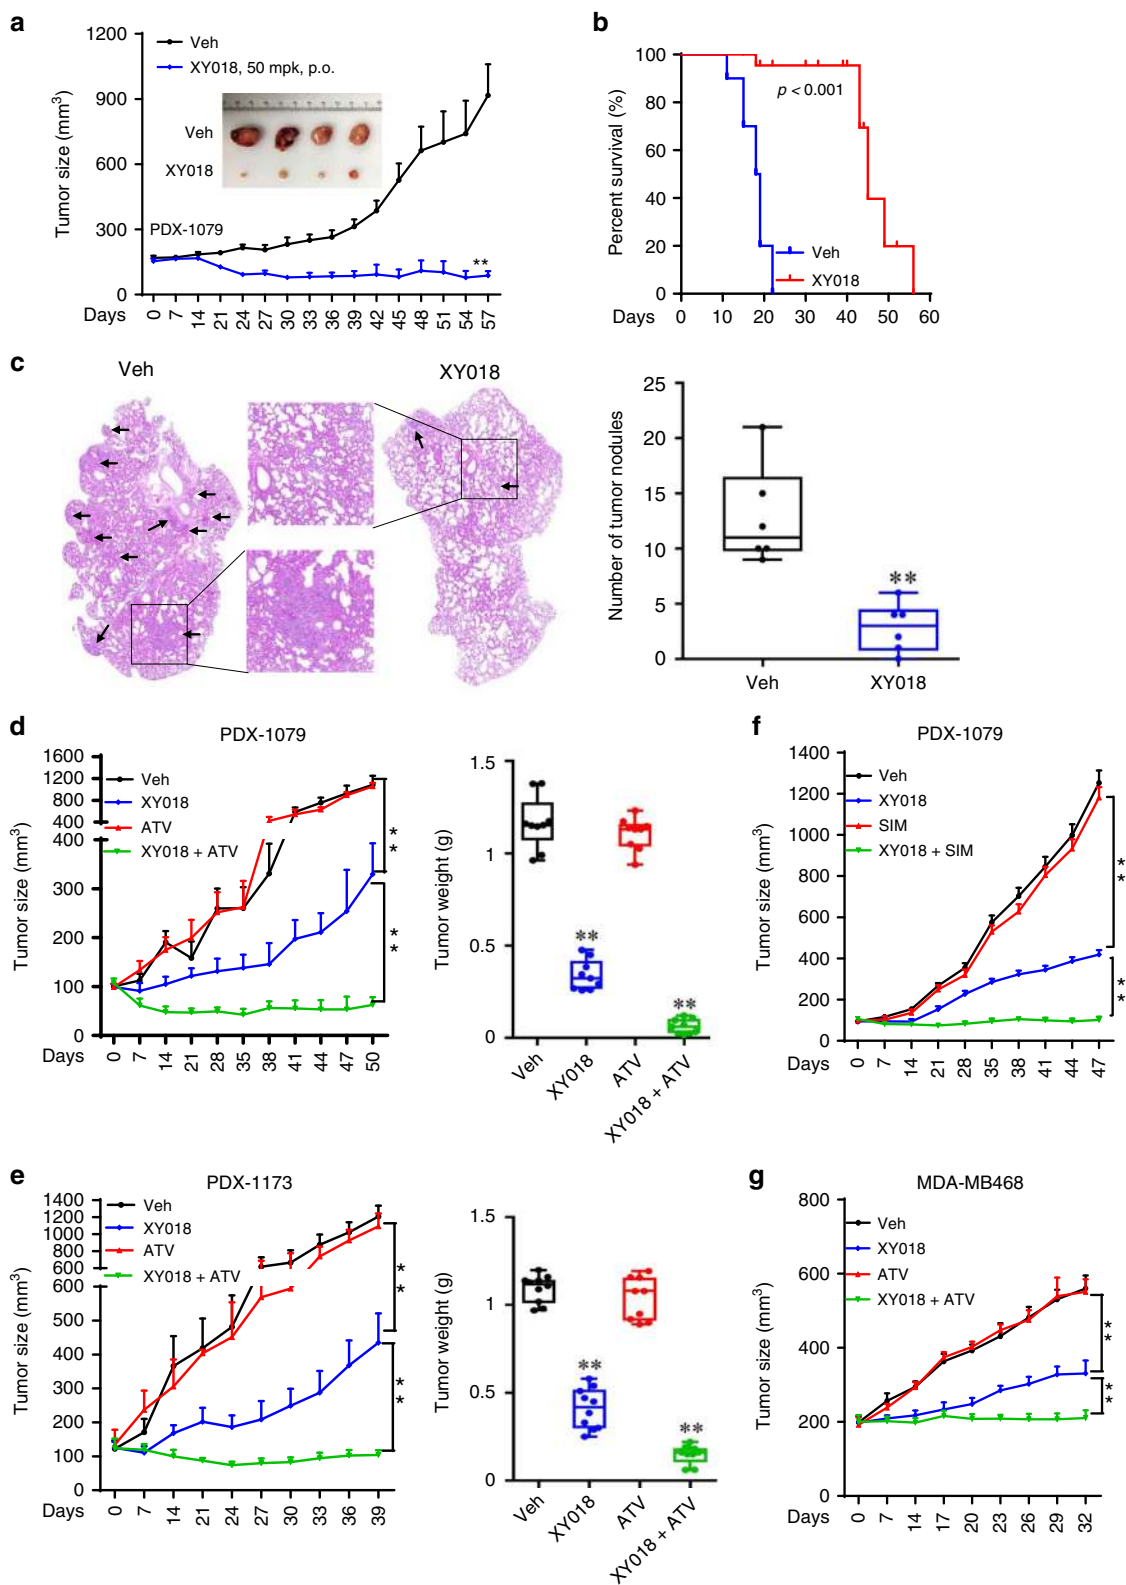 a
1200
900
600
300
0
Tumor size (mm³)
Veh
XY018, 50 mpk, p.o.
Veh
XY018
PDX-1079
**
Days 0 7 14 21 24 27 30 33 36 39 42 45 48 51 54 57
b
100
80
60
40
20
0
Percent survival (%)
p < 0.001
Veh
XY018
Days 0 10 20 30 40 50 60
c
Veh
XY018
25
20
15
10
5
0
Number of tumor nodules
**
Veh XY018
d
PDX-1079
1600
1200
800
400
400
300
200
100
0
Tumor size (mm³)
Veh
XY018
ATV
XY018 + ATV
**
**
Days 0 7 14 21 28 35 38 41 44 47 50
1.5
1
0.5
0
Tumor weight (g)
**
**
Veh XY018 ATV XY018 + ATV
f
PDX-1079
1400
1200
1000
800
600
400
200
0
Tumor size (mm³)
Veh
XY018
SIM
XY018 + SIM
**
**
Days 0 7 14 21 28 35 38 41 44 47
e
PDX-1173
1400
1200
1000
800
600
600
500
400
300
200
100
0
Tumor size (mm³)
Veh
XY018
ATV
XY018 + ATV
**
**
Days 0 7 14 21 24 27 30 33 36 39
1.5
1
0.5
0
Tumor weight (g)
**
**
Veh XY018 ATV XY018 + ATV
g
MDA-MB468
800
600
400
200
0
Tumor size (mm³)
Veh
XY018
ATV
XY018 + ATV
**
**
Days 0 7 14 17 20 23 26 29 32